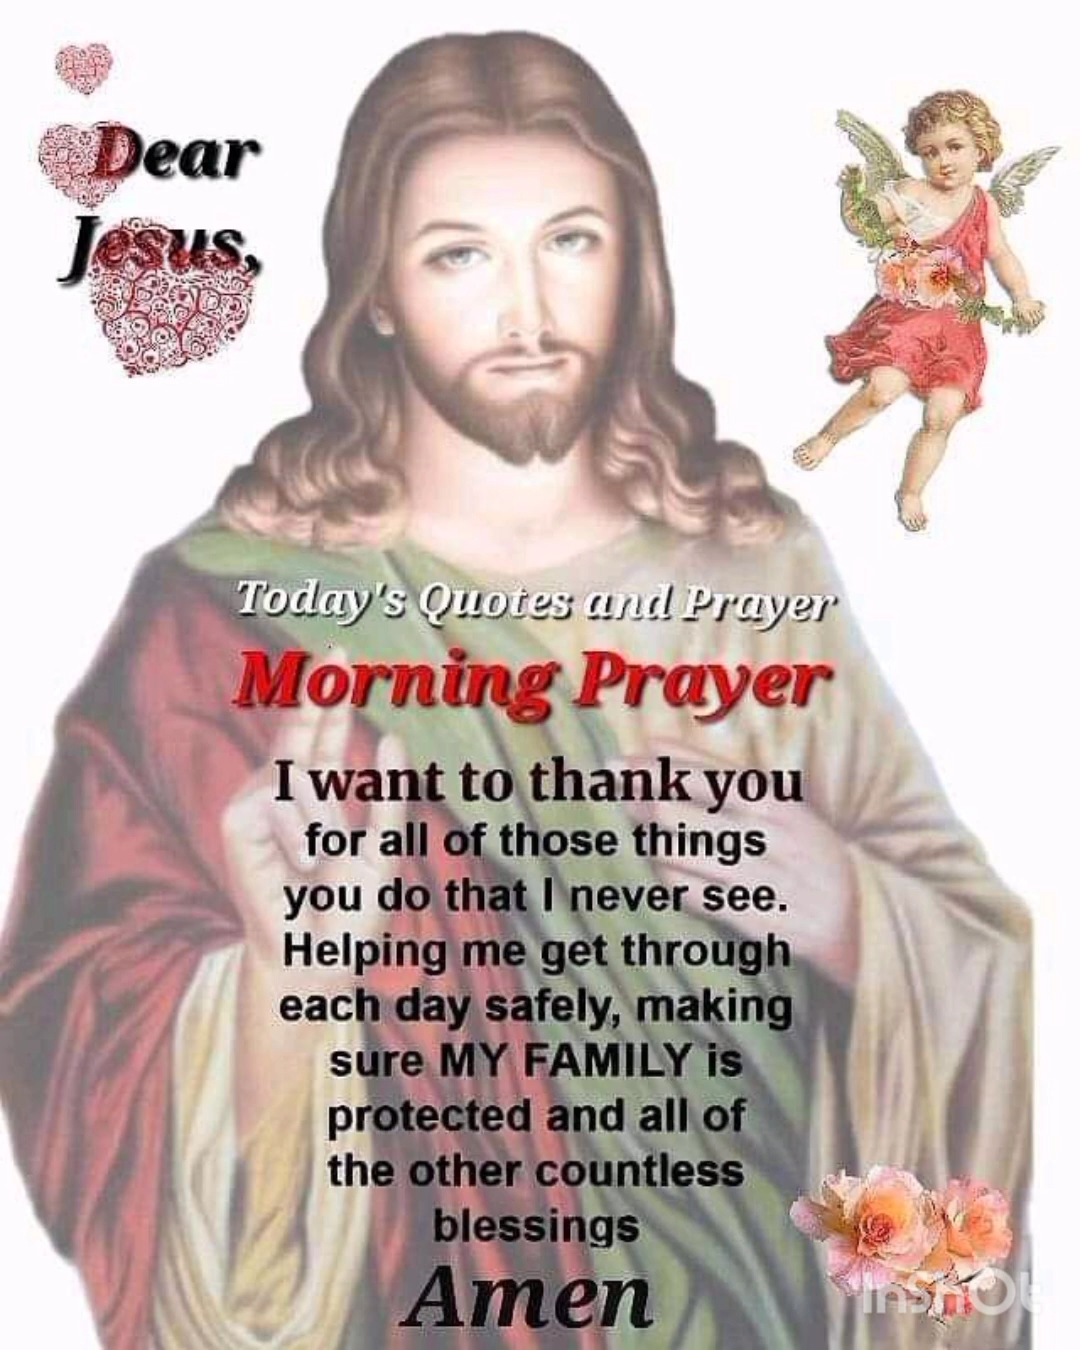 Dear
Jesus,
Today's Quotes and Prayer
Morning Prayer
I want to thank you
for all of those things
you do that I never see.
Helping me get through
each day safely, making
sure MY FAMILY is
protected and all of
the other countless
blessings
Amen
InShOt